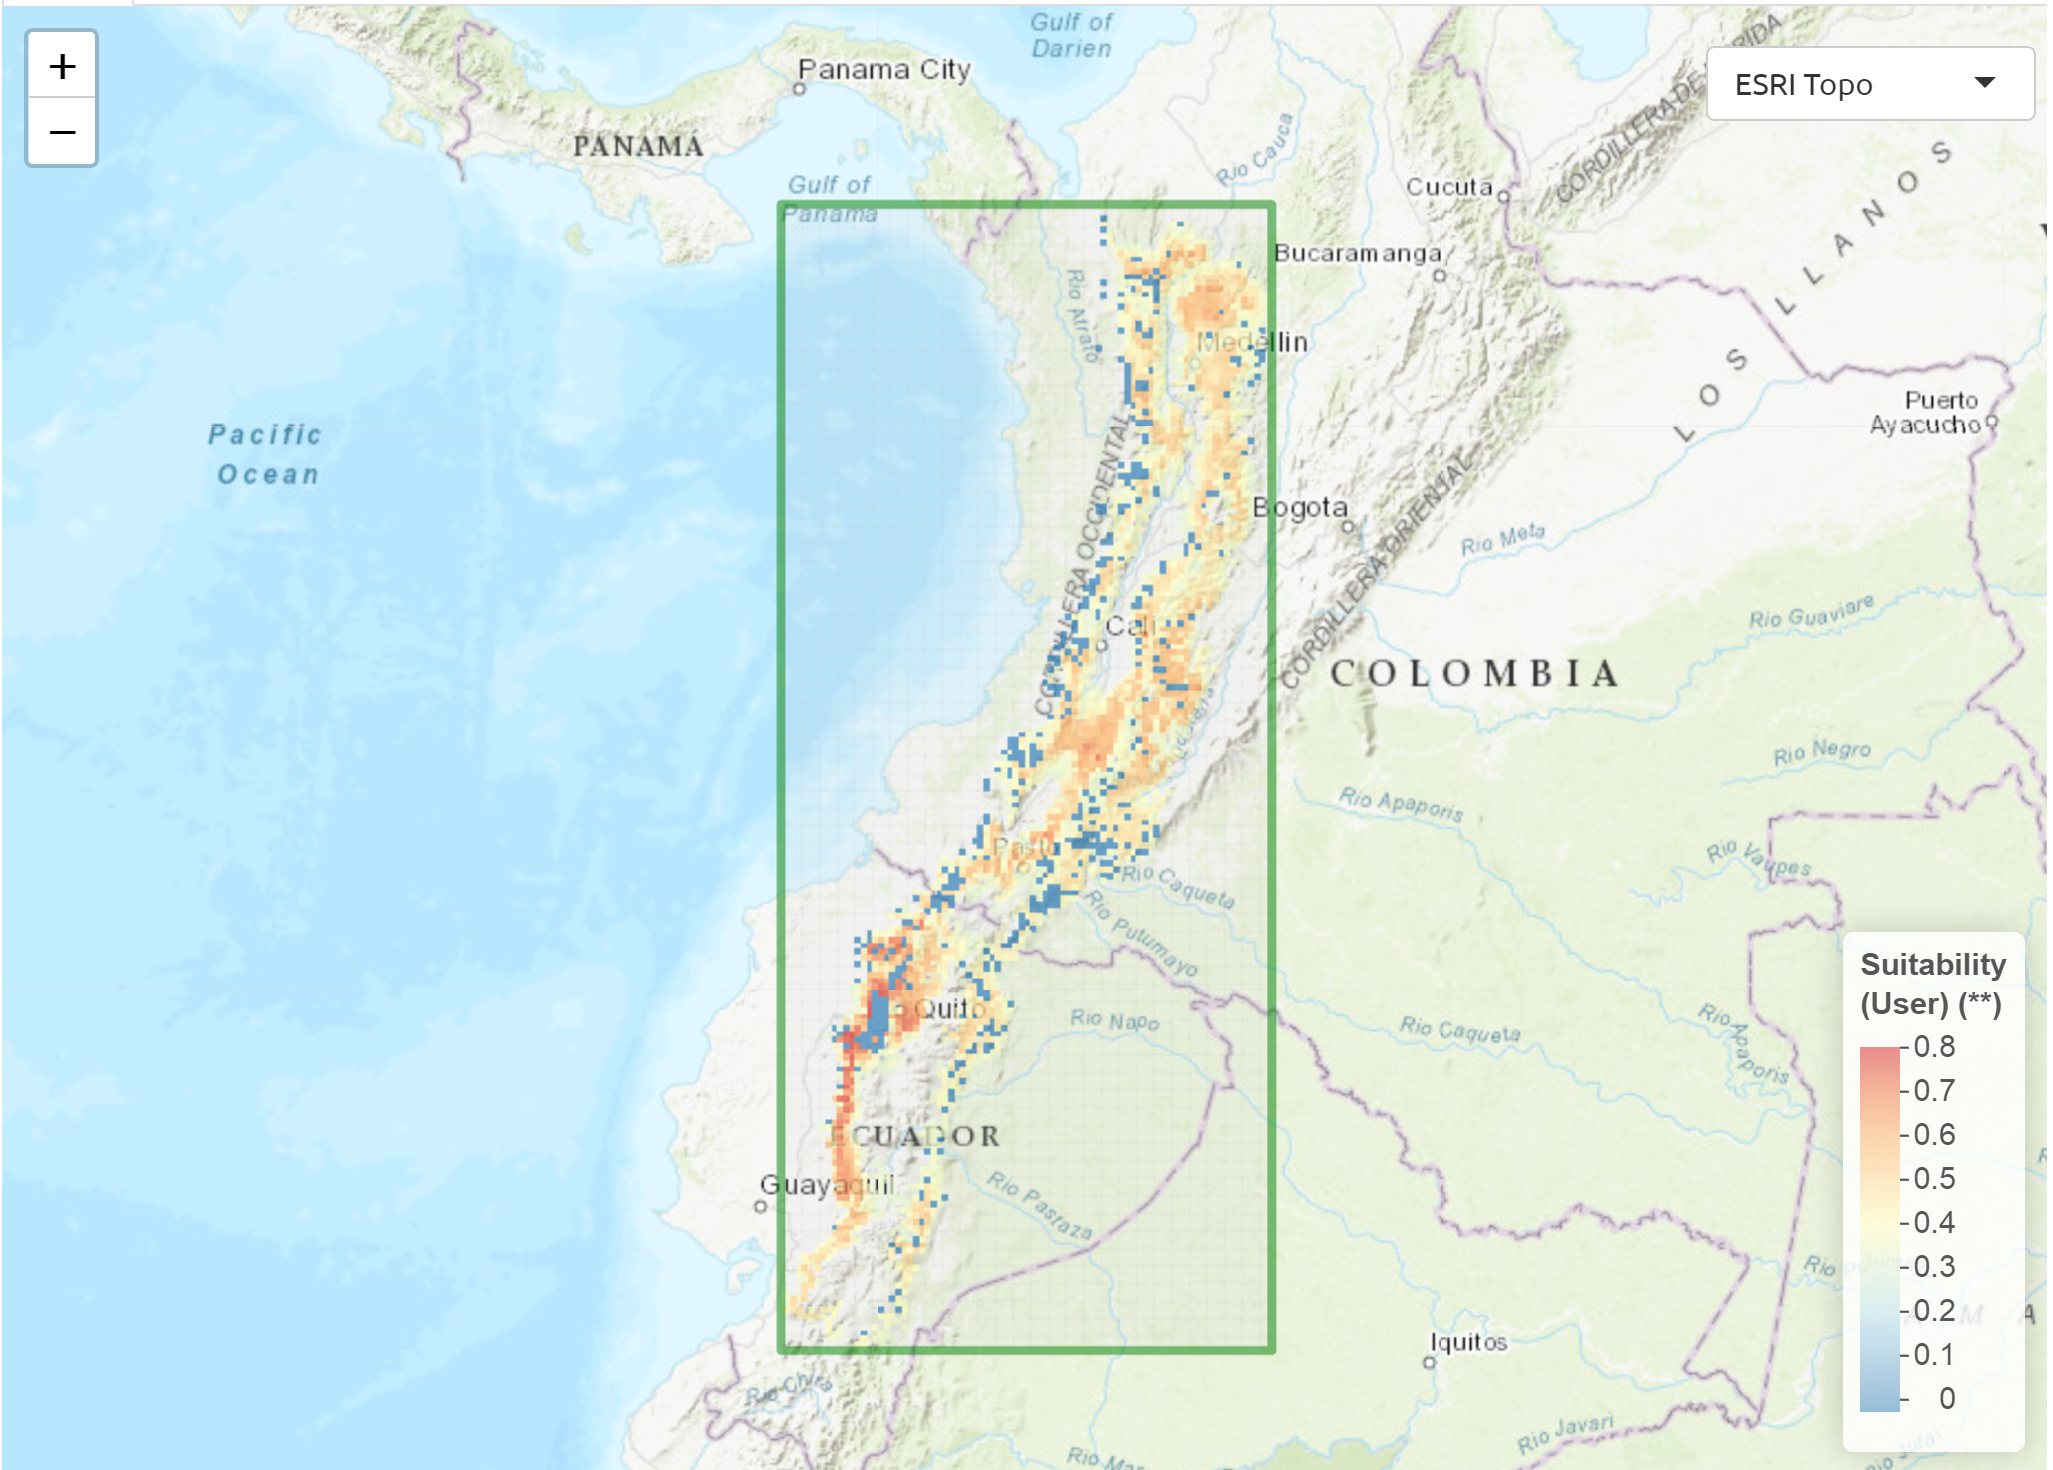 +
−
ESRI Topo
Gulf of
Darien
Panama City
PANAMÁ
Gulf of
Panama
Rio Cauca
Cucuta
Bucaramanga
Rio Atrato
Medellin
LOS LLANOS
Puerto
Ayacucho
Pacific
Ocean
CORDILLERA OCCIDENTAL
Bogota
CORDILLERA ORIENTAL
Rio Meta
Rio Guaviare
Cali
COLOMBIA
Rio Negro
Rio Apaporis
Pasto
Rio Vaupes
Rio Caqueta
Rio Putumayo
Quito
Rio Napo
Rio Caqueta
Rio Apaporis
ECUADOR
Guayaquil
Rio Pastaza
Iquitos
Rio Chira
Rio Javari
Suitability
(User) (**)
0.8
0.7
0.6
0.5
0.4
0.3
0.2
0.1
0